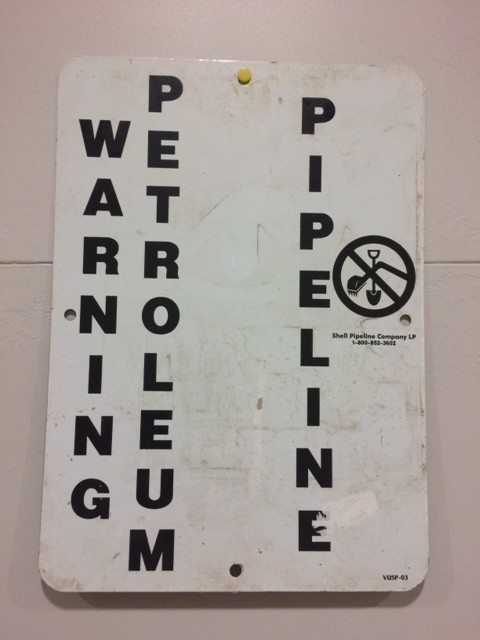 WARNING
PETROLEUM
PIPELINE
Shell Pipeline Company LP
1-800-852-3602
VUSP-03